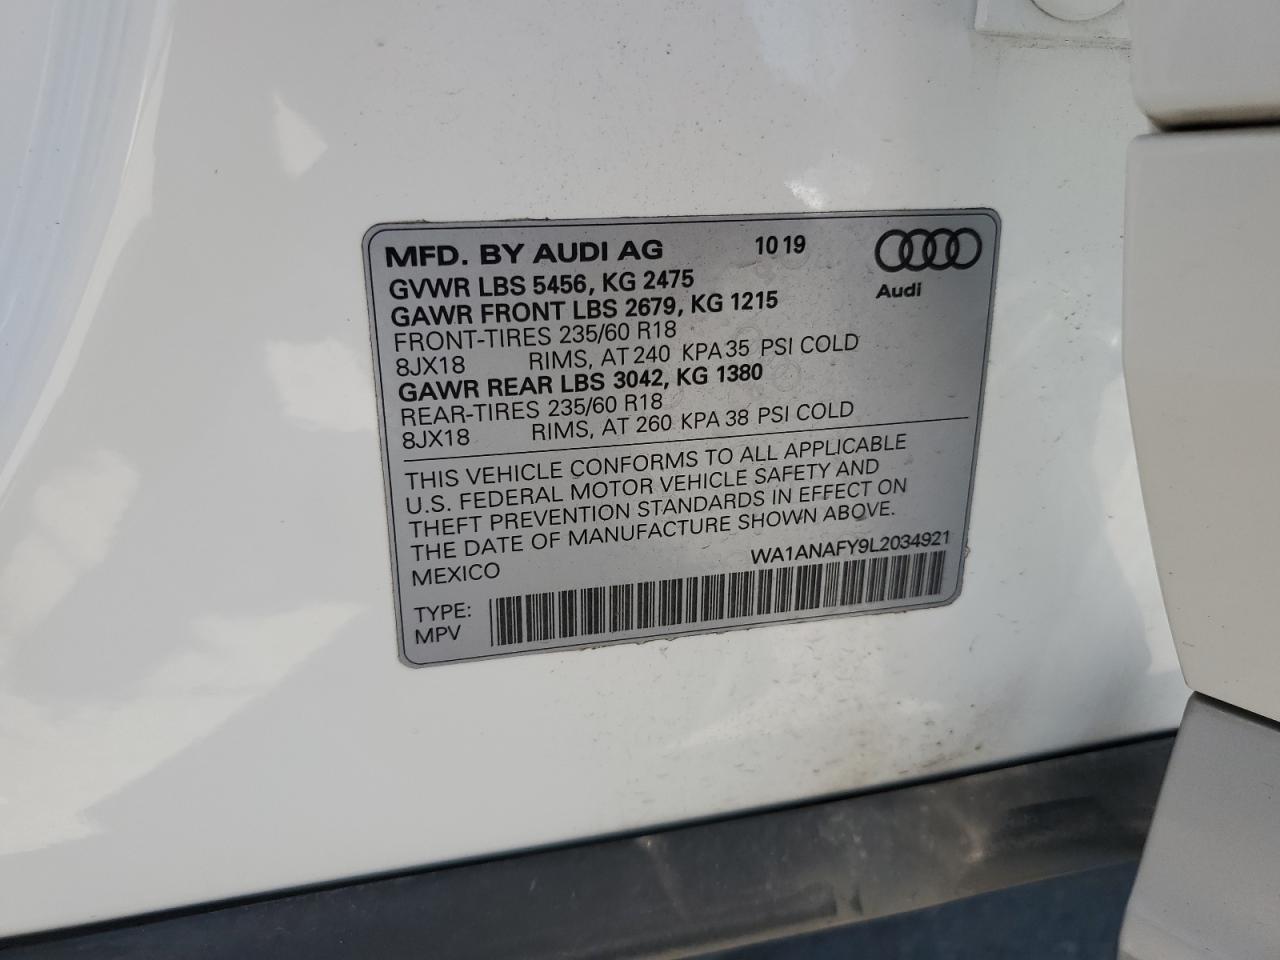 MFD. BY AUDI AG 10 19
Audi
GVWR LBS 5456, KG 2475
GAWR FRONT LBS 2679, KG 1215
FRONT-TIRES 235/60 R18
8JX18 RIMS, AT 240 KPA 35 PSI COLD
GAWR REAR LBS 3042, KG 1380
REAR-TIRES 235/60 R18
8JX18 RIMS, AT 260 KPA 38 PSI COLD
THIS VEHICLE CONFORMS TO ALL APPLICABLE
U.S. FEDERAL MOTOR VEHICLE SAFETY AND
THEFT PREVENTION STANDARDS IN EFFECT ON
THE DATE OF MANUFACTURE SHOWN ABOVE.
MEXICO WA1ANAFY9L2034921
TYPE:
MPV